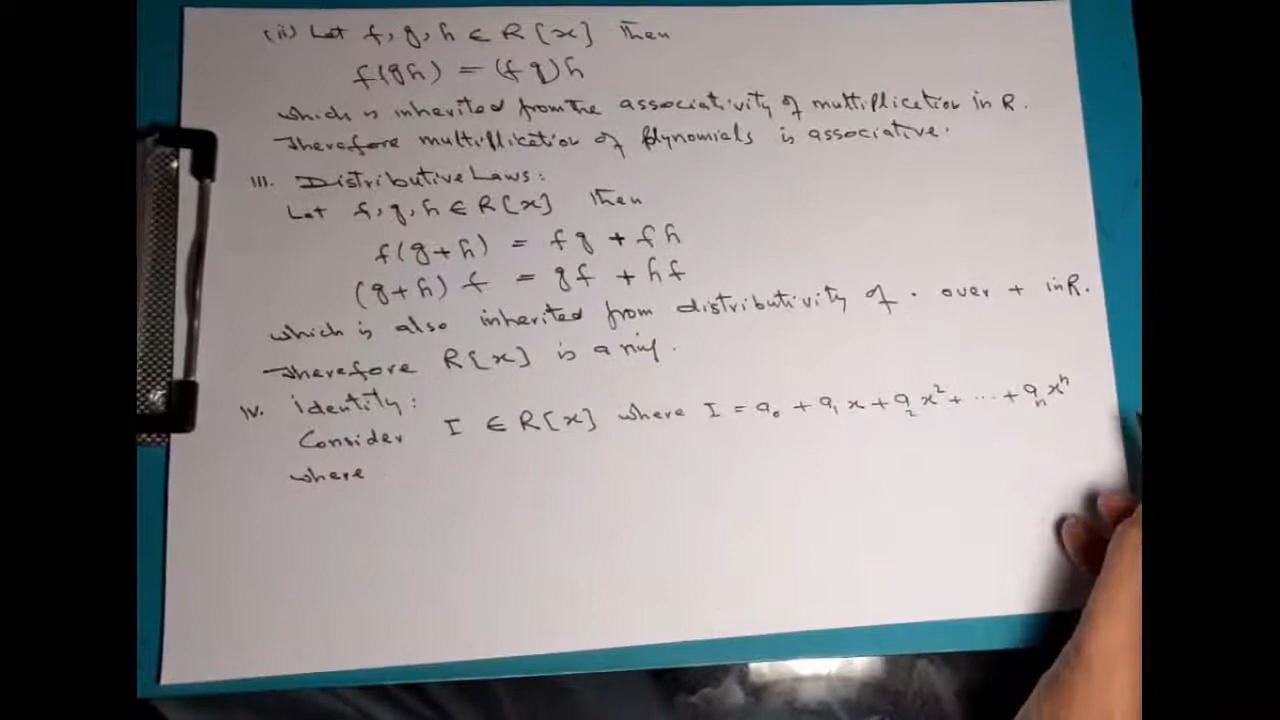 (ii) Let f, g, h ∈ R[x] Then
f(gh) = (fg)h
which is inherited from the associativity of multiplication in R.
Therefore multiplication of polynomials is associative.
III. Distributive Laws:
Let f, g, h ∈ R[x] Then
f(g+h) = fg + fh
(g+h) f = gf + hf
which is also inherited from distributivity of · over + in R.
Therefore R[x] is a ring.
IV. identity:
Consider I ∈ R[x] where I = a₀ + a₁x + a₂x² + ... + aₙxⁿ
where